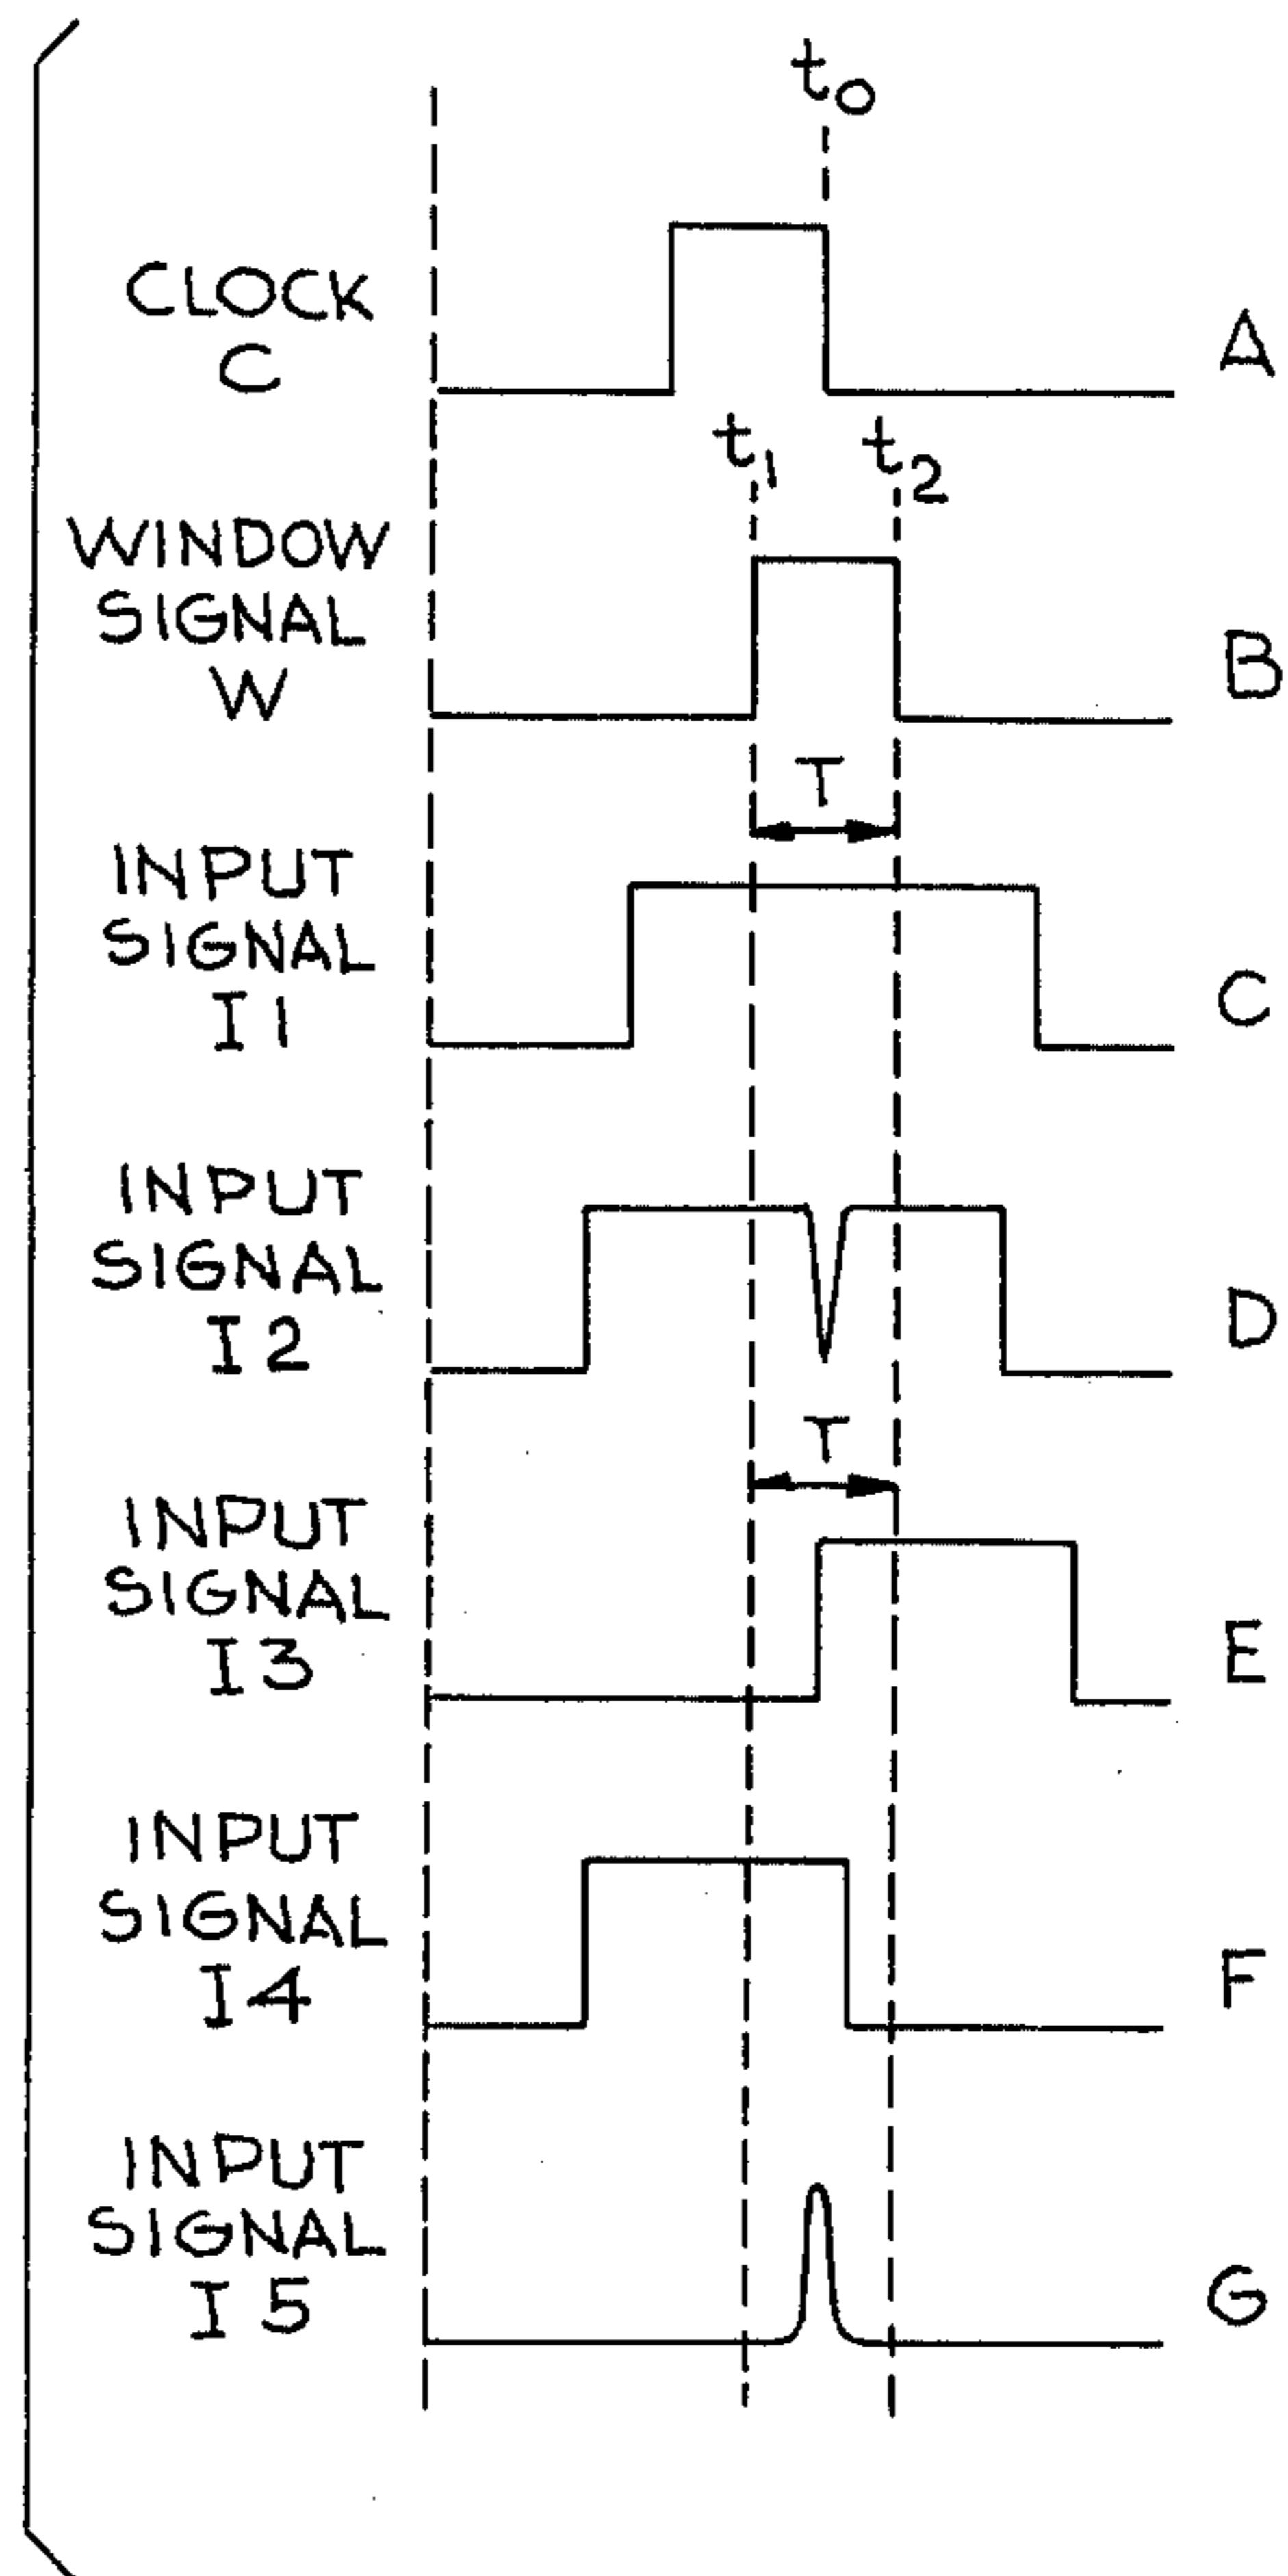 t0
CLOCK
C
A
t1 t2
WINDOW
SIGNAL
W
B
T
INPUT
SIGNAL
I1
C
INPUT
SIGNAL
I2
D
T
INPUT
SIGNAL
I3
E
INPUT
SIGNAL
I4
F
INPUT
SIGNAL
I5
G